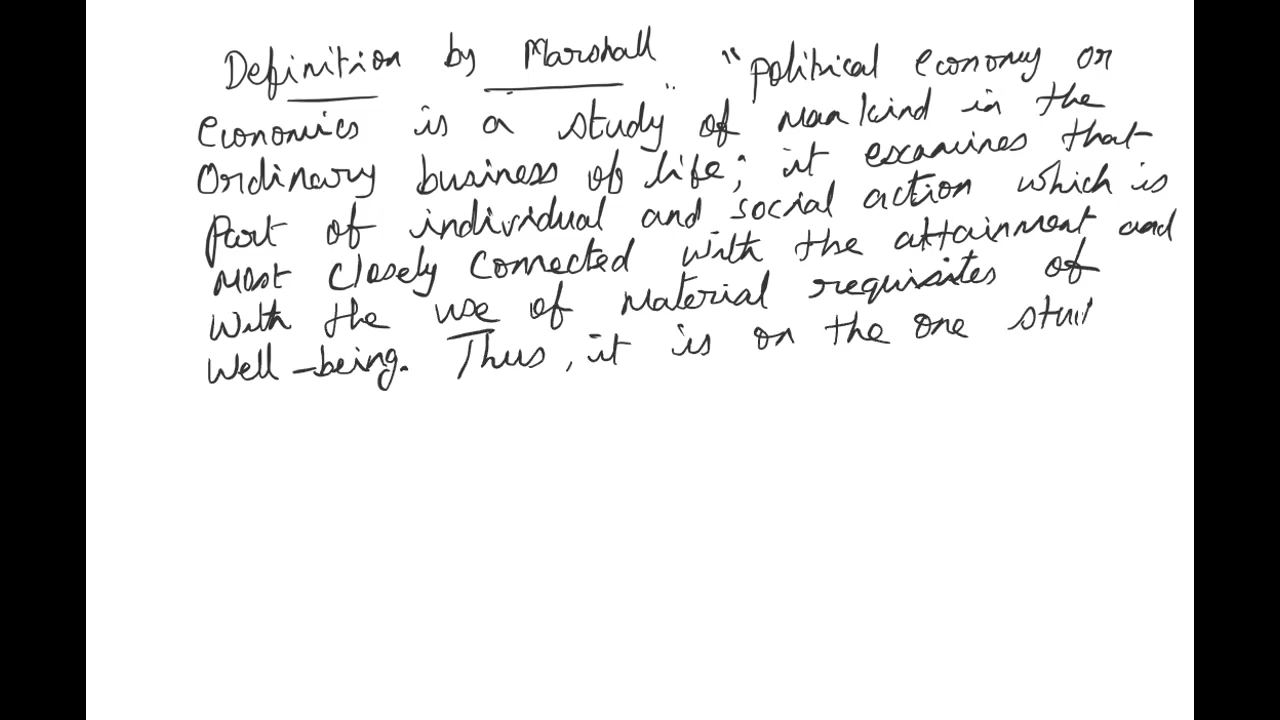 Definition by Marshall "political economy or
economics is a study of mankind in the
Ordinary business of life; it examines that
Part of individual and social action which is
most closely connected with the attainment and
with the use of material requisites of
well-being. Thus, it is on the one